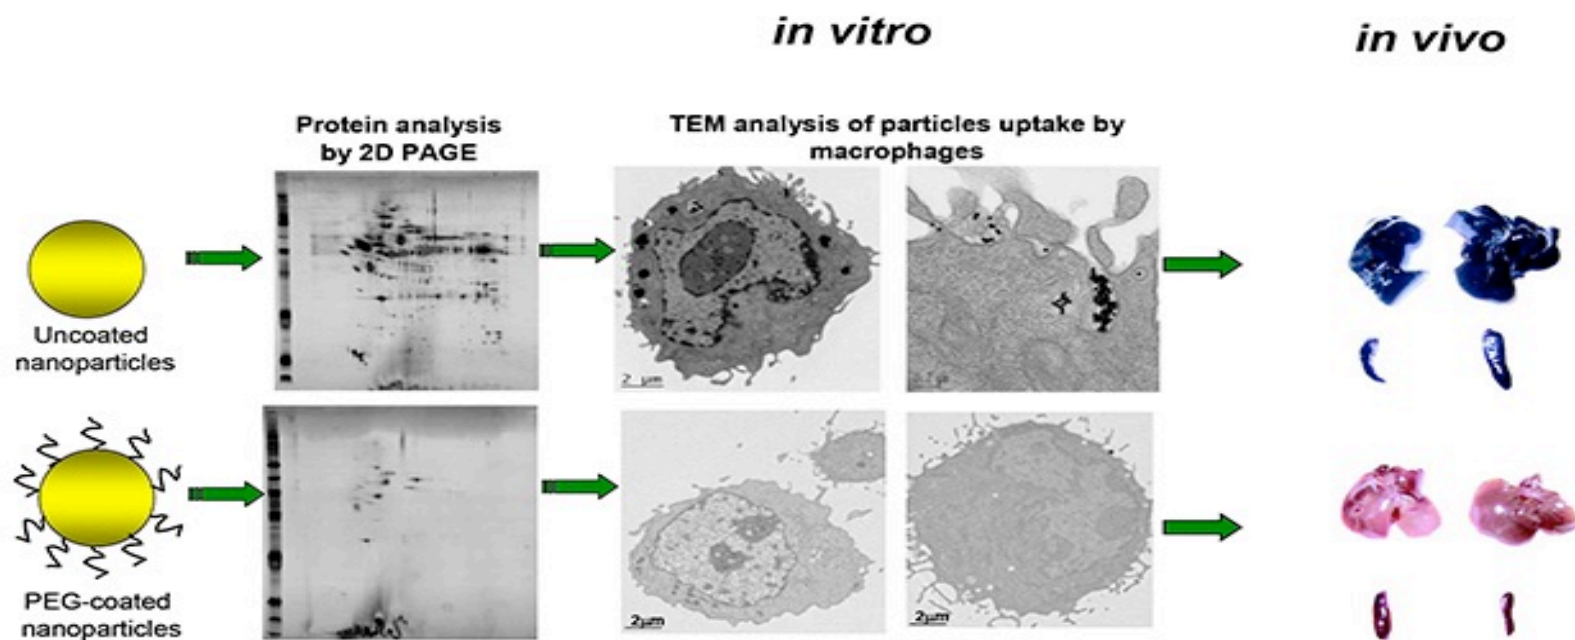 in vitro
in vivo
Protein analysis
by 2D PAGE
TEM analysis of particles uptake by
macrophages
Uncoated
nanoparticles
2 µm
PEG-coated
nanoparticles
2µm
2µm